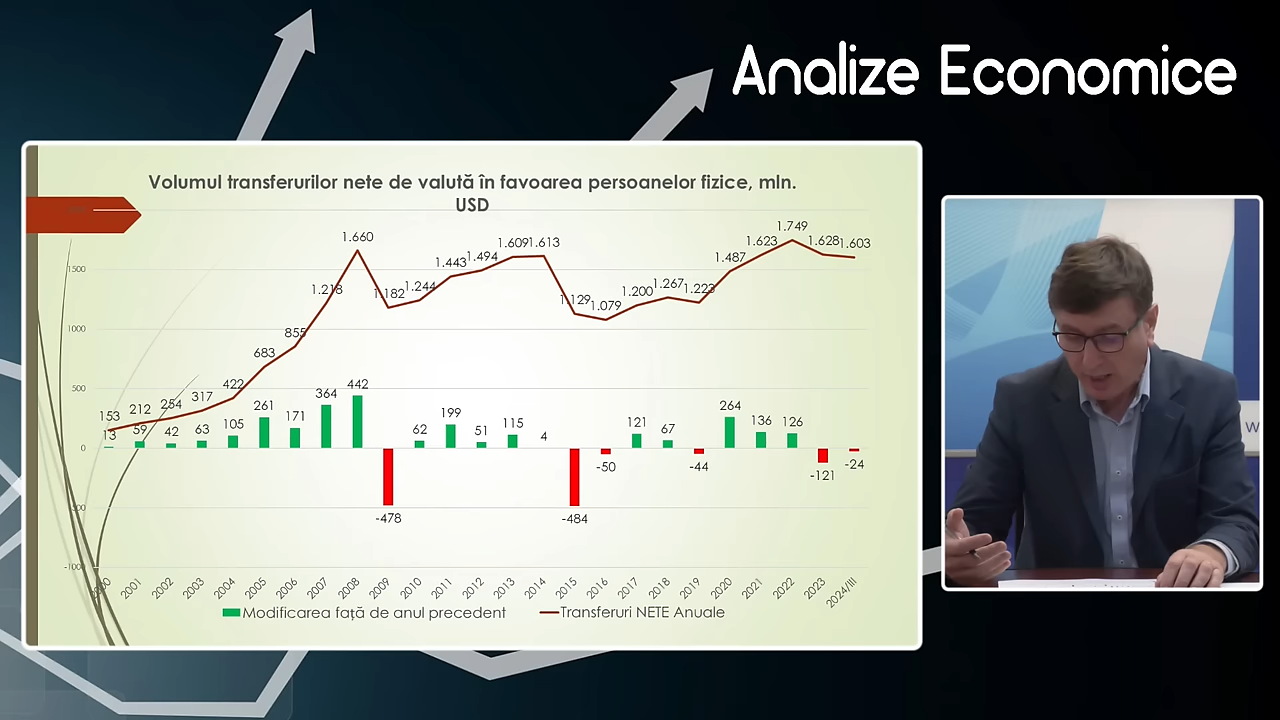 Analize Economice
Volumul transferurilor nete de valută în favoarea persoanelor fizice, mln.
USD
1500
1000
500
0
-1000
153 212 254 317 422 683 855 1.218 1.660 1.182 1.244 1.443 1.494 1.609 1.613 1.129 1.079 1.200 1.267 1.223 1.487 1.623 1.749 1.628 1.603
13 59 42 63 105 261 171 364 442 -478 62 199 51 115 4 -484 -50 121 67 -44 264 136 126 -121 -24
2000 2001 2002 2003 2004 2005 2006 2007 2008 2009 2010 2011 2012 2013 2014 2015 2016 2017 2018 2019 2020 2021 2022 2023 2024/III
Modificarea față de anul precedent Transferuri NETE Anuale
W